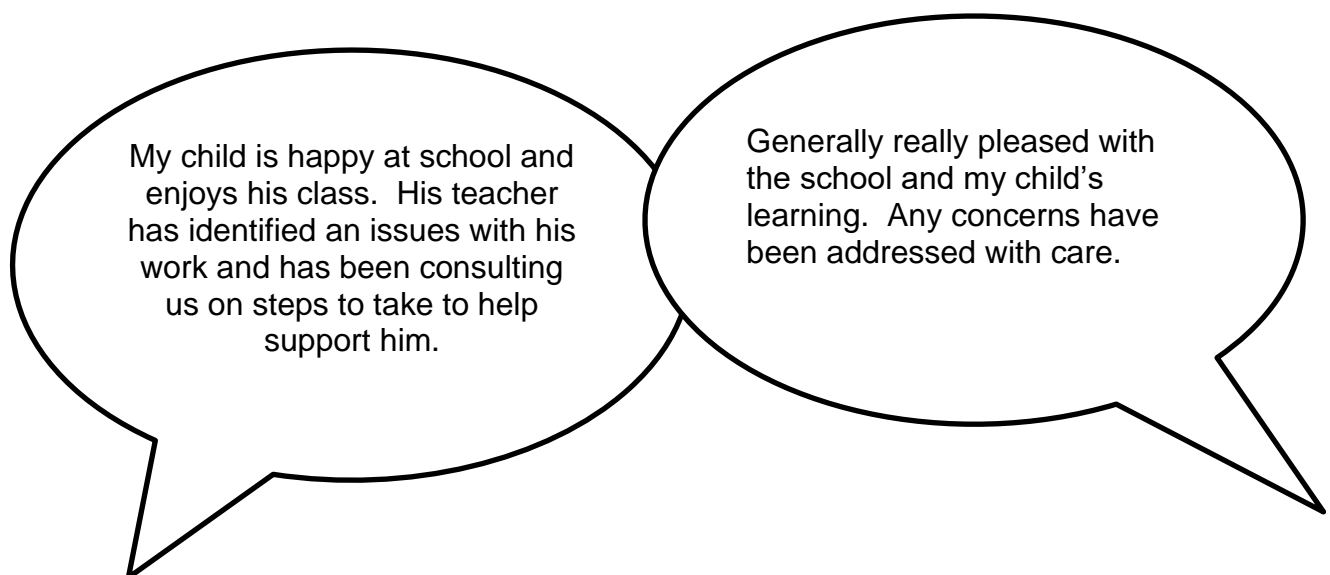 My child is happy at school and
enjoys his class.  His teacher
has identified an issues with his
work and has been consulting
us on steps to take to help
support him.
Generally really pleased with
the school and my child’s
learning.  Any concerns have
been addressed with care.